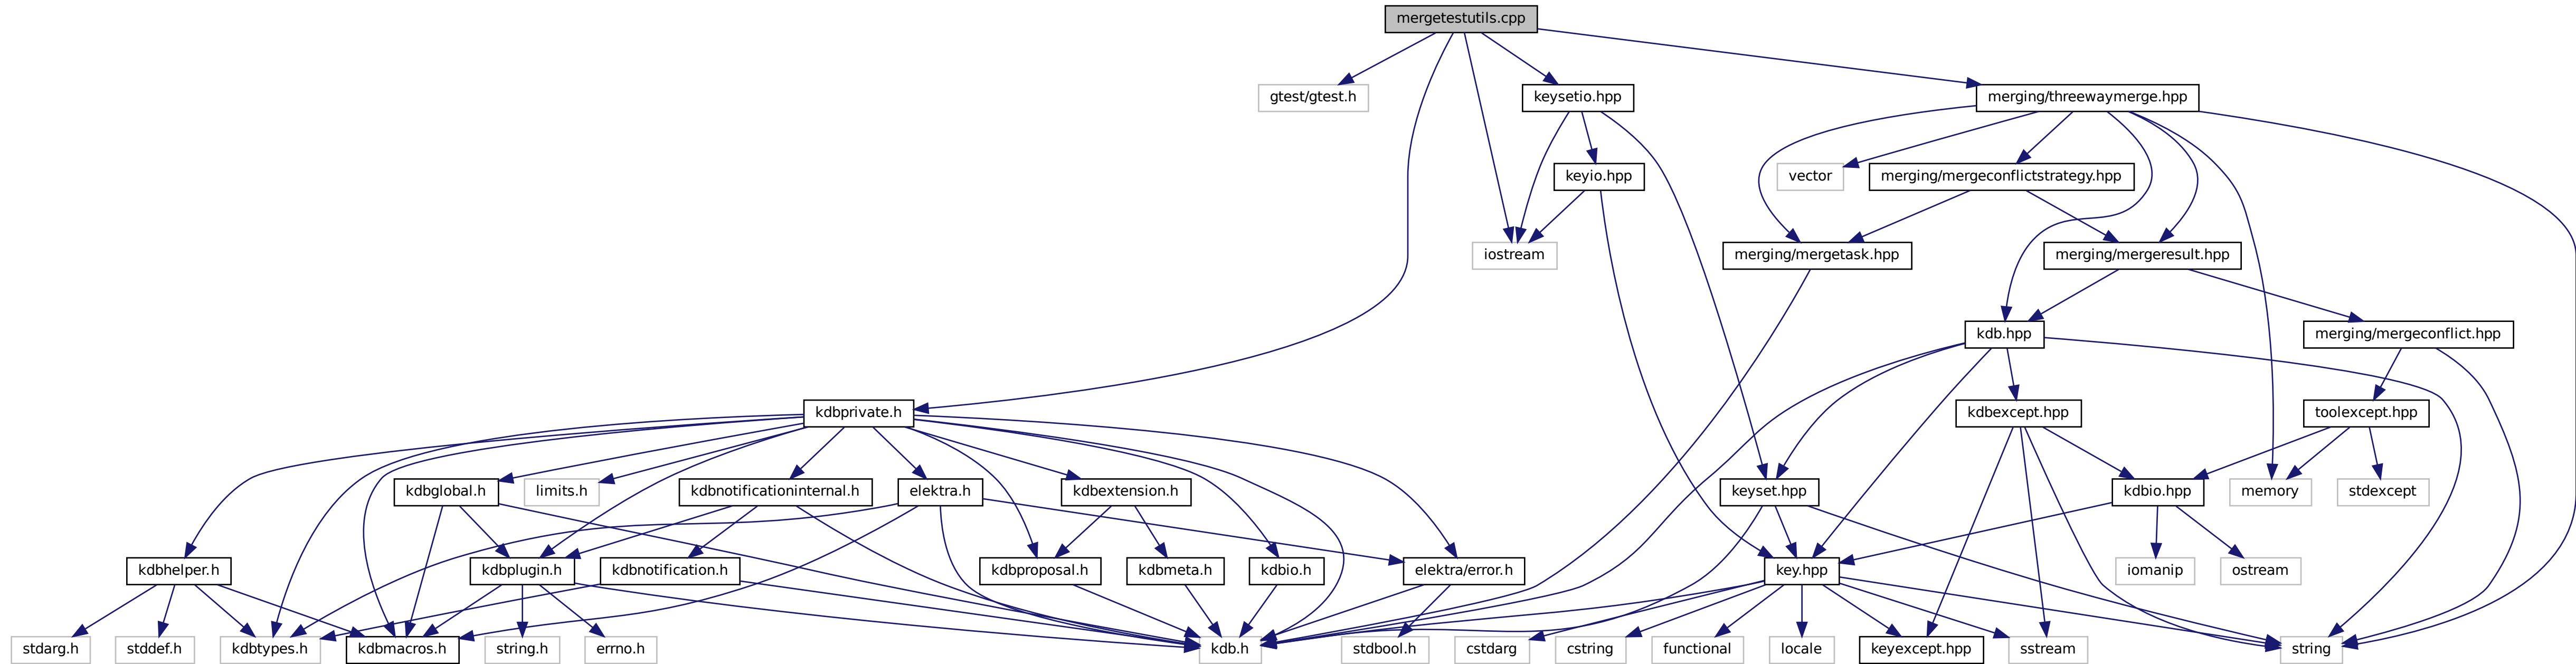 mergetestutils.cpp
gtest/gtest.h
keysetio.hpp
merging/threewaymerge.hpp
keyio.hpp
vector
merging/mergeconflictstrategy.hpp
iostream
merging/mergetask.hpp
merging/mergeresult.hpp
kdb.hpp
merging/mergeconflict.hpp
kdbprivate.h
kdbexcept.hpp
toolexcept.hpp
kdbglobal.h
limits.h
kdbnotificationinternal.h
elektra.h
kdbextension.h
keyset.hpp
kdbio.hpp
memory
stdexcept
kdbhelper.h
kdbplugin.h
kdbnotification.h
kdbproposal.h
kdbmeta.h
kdbio.h
elektra/error.h
key.hpp
iomanip
ostream
stdarg.h
stddef.h
kdbtypes.h
kdbmacros.h
string.h
errno.h
kdb.h
stdbool.h
cstdarg
cstring
functional
locale
keyexcept.hpp
sstream
string